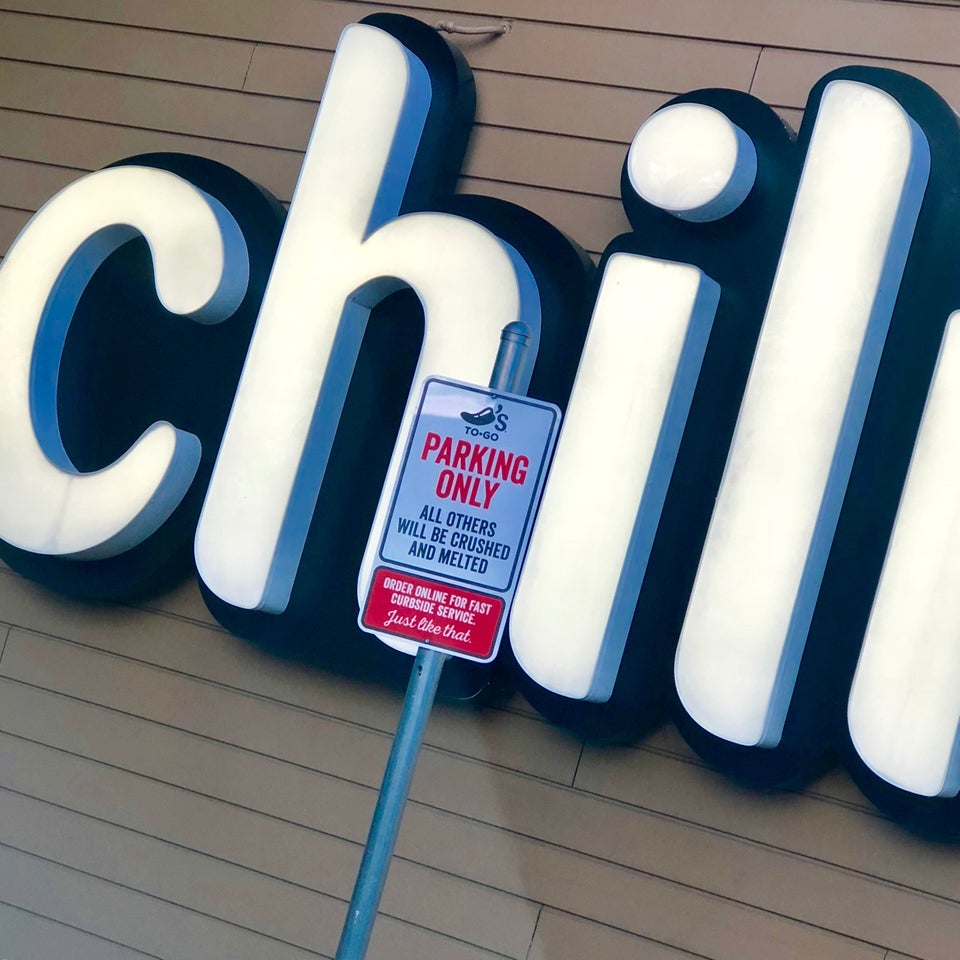 chil
's
TO•GO
PARKING
ONLY
ALL OTHERS
WILL BE CRUSHED
AND MELTED
ORDER ONLINE FOR FAST
CURBSIDE SERVICE.
Just like that.